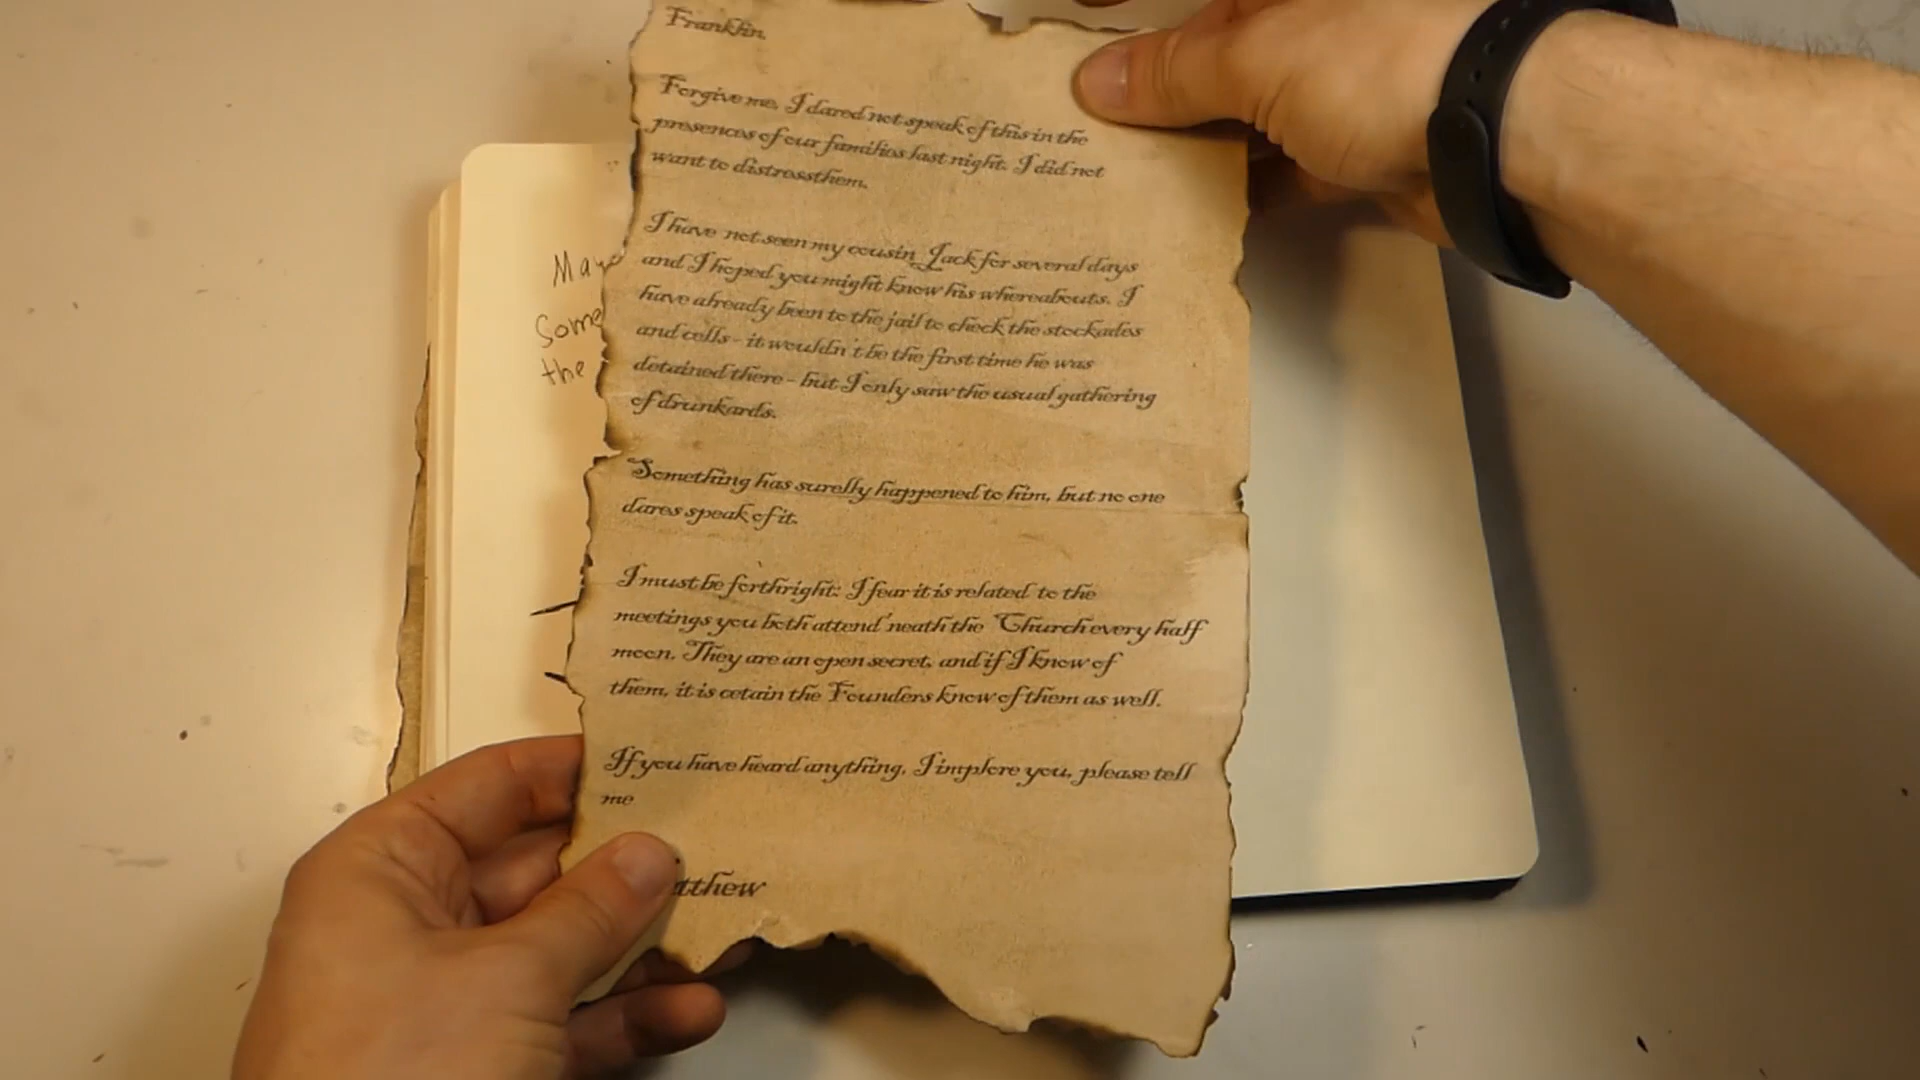 Franklin,
Forgive me, I dared not speak of this in the
presences of our families last night. I did not
want to distressthem.
I have not seen my cousin Jack for several days
and I hoped you might know his whereabouts. I
have already been to the jail to check the stockades
and cells - it wouldn't be the first time he was
detained there - but I only saw the usual gathering
of drunkards.
Something has surelly happened to him, but no one
dares speak of it.
I must be forthright: I fear it is related to the
meetings you both attend 'neath the Church every half
moon. They are an open secret, and if I know of
them, it is cetain the Founders know of them as well.
If you have heard anything, I implore you, please tell
me
atthew
May
Some
the